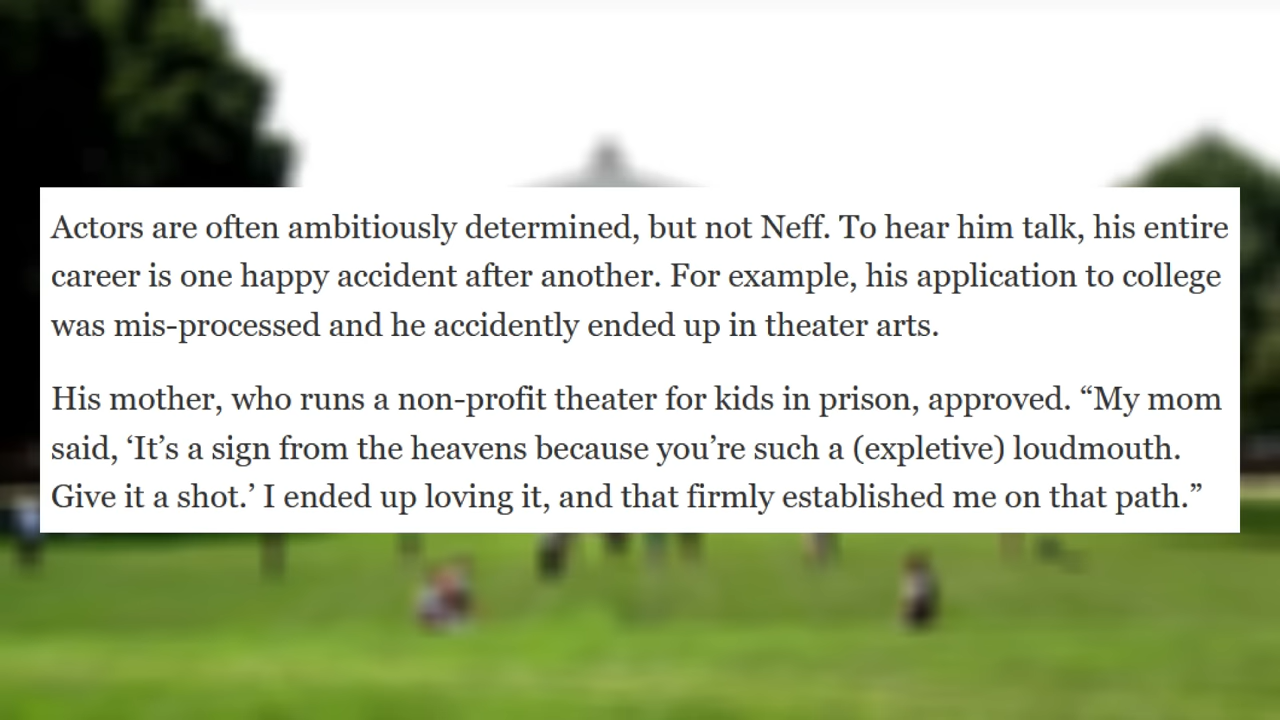 Actors are often ambitiously determined, but not Neff. To hear him talk, his entire
career is one happy accident after another. For example, his application to college
was mis-processed and he accidently ended up in theater arts.
His mother, who runs a non-profit theater for kids in prison, approved. “My mom
said, ‘It’s a sign from the heavens because you’re such a (expletive) loudmouth.
Give it a shot.’ I ended up loving it, and that firmly established me on that path.”